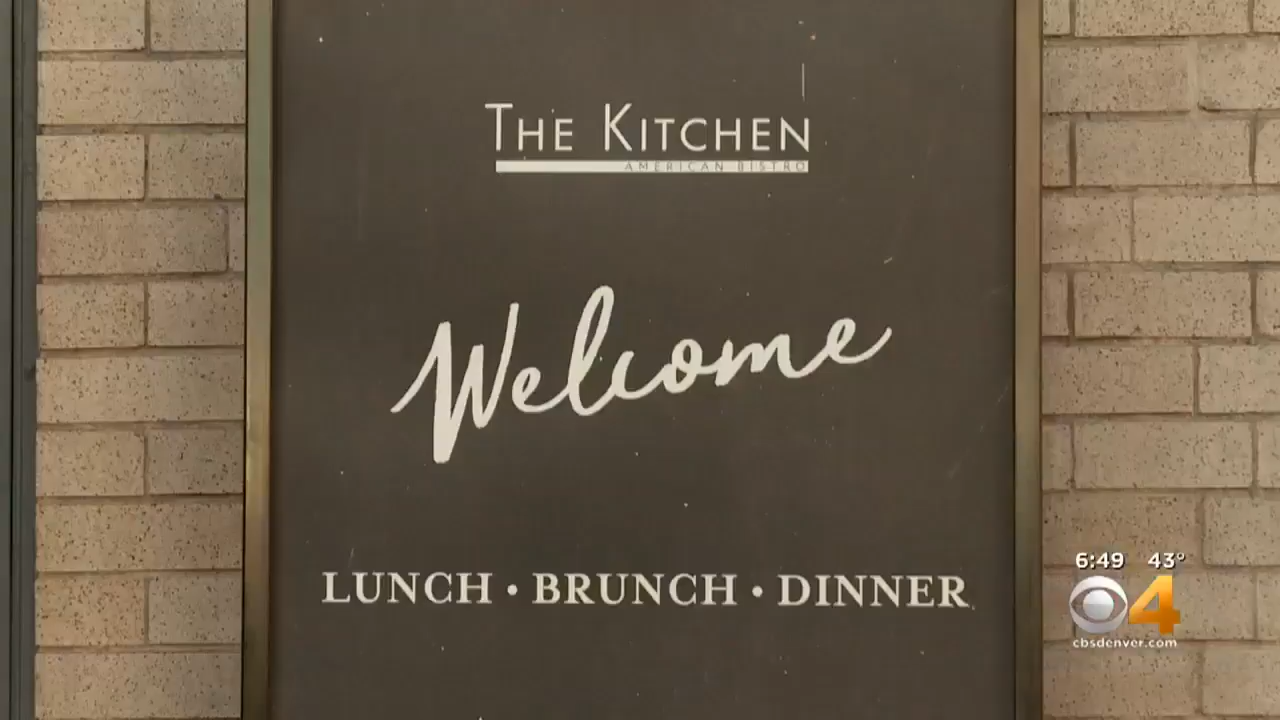 THE KITCHEN
AMERICAN BISTRO
Welcome
LUNCH • BRUNCH • DINNER
6:49 43°
4
cbsdenver.com